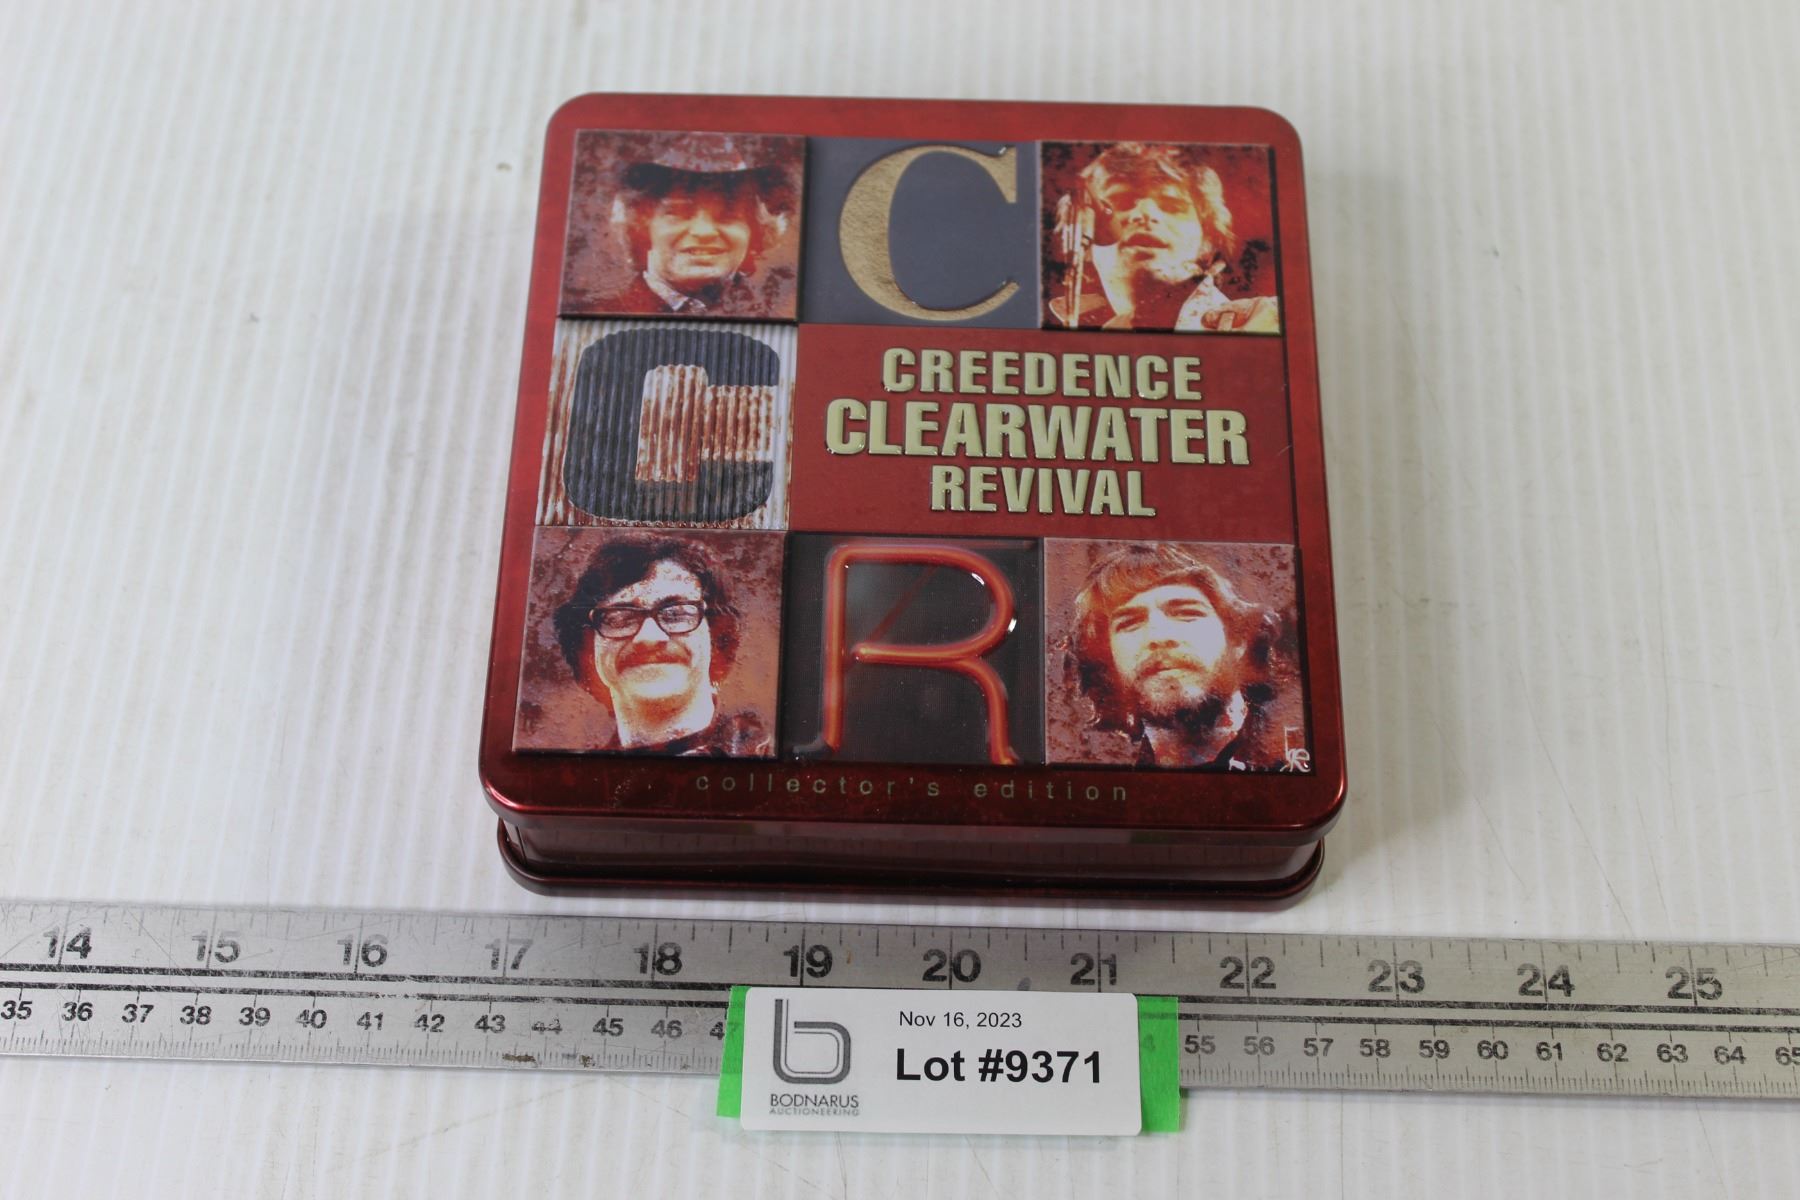 C
C
CREEDENCE
CLEARWATER
REVIVAL
R
collector's edition
14 15 16 17 18 19 20 21 22 23 24 25
35 36 37 38 39 40 41 42 43 44 45 46 55 56 57 58 59 60 61 62 63 64 65
b
Nov 16, 2023
Lot #9371
BODNARUS
AUCTIONEERING